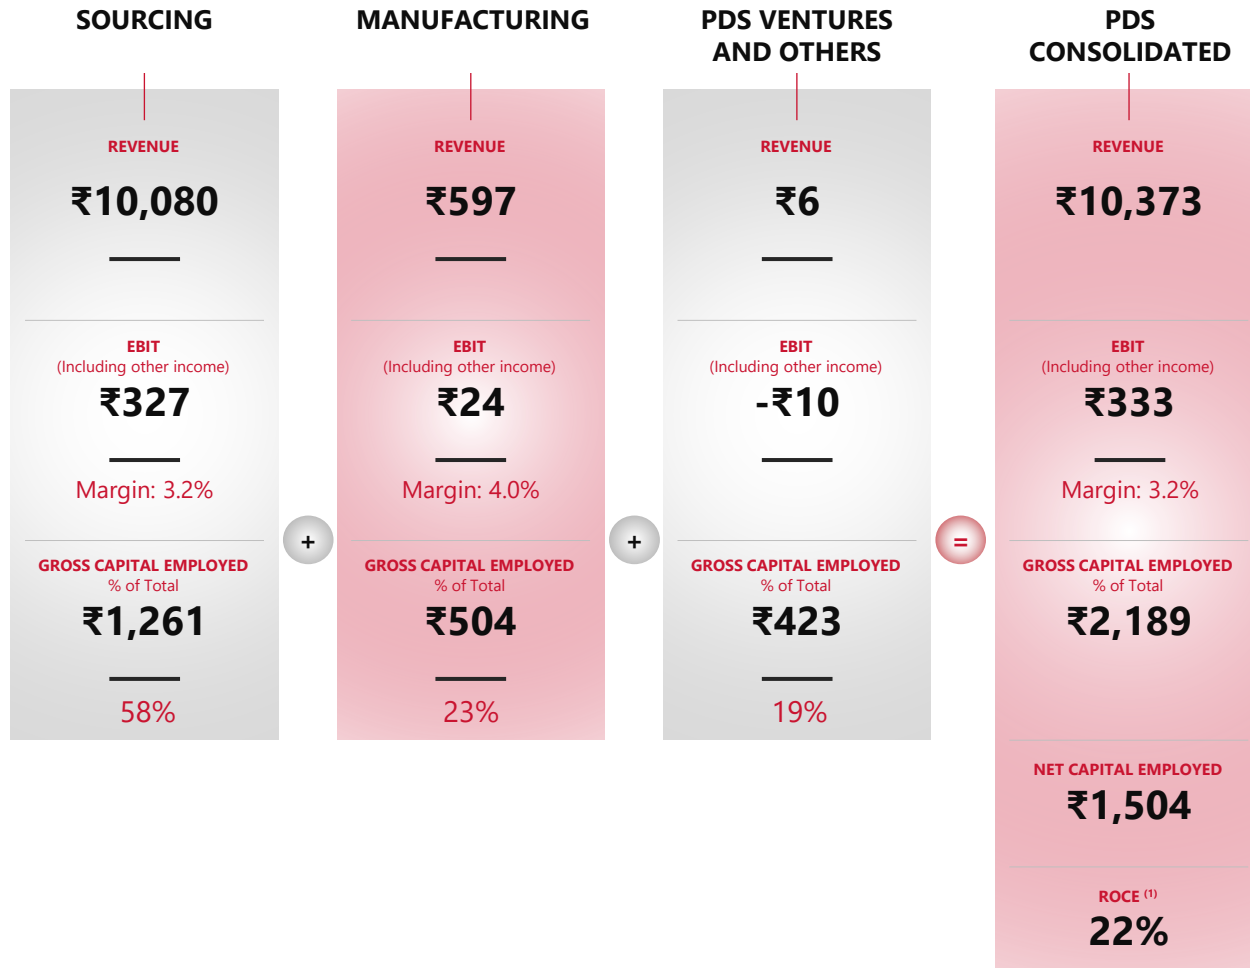 SOURCING
REVENUE
₹10,080
EBIT
(Including other income)
₹327
Margin: 3.2%
GROSS CAPITAL EMPLOYED
% of Total
₹1,261
58%
+
MANUFACTURING
REVENUE
₹597
EBIT
(Including other income)
₹24
Margin: 4.0%
GROSS CAPITAL EMPLOYED
% of Total
₹504
23%
+
PDS VENTURES
AND OTHERS
REVENUE
₹6
EBIT
(Including other income)
-₹10
GROSS CAPITAL EMPLOYED
% of Total
₹423
19%
=
PDS
CONSOLIDATED
REVENUE
₹10,373
EBIT
(Including other income)
₹333
Margin: 3.2%
GROSS CAPITAL EMPLOYED
% of Total
₹2,189
NET CAPITAL EMPLOYED
₹1,504
ROCE (1)
22%